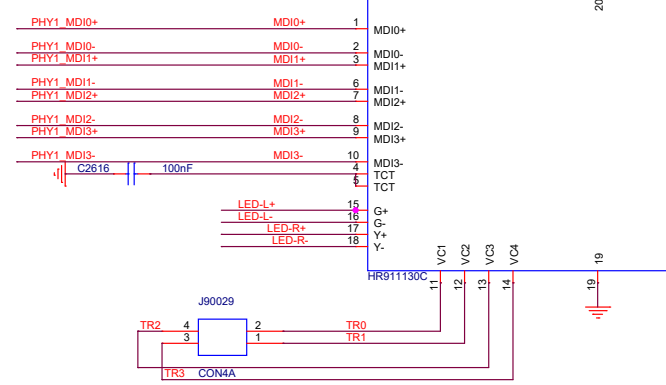 20
PHY1_MDI0+ MDI0+ 1 MDI0+
PHY1_MDI0- MDI0- 2 MDI0-
PHY1_MDI1+ MDI1+ 3 MDI1+
PHY1_MDI1- MDI1- 6 MDI1-
PHY1_MDI2+ MDI2+ 7 MDI2+
PHY1_MDI2- MDI2- 8 MDI2-
PHY1_MDI3+ MDI3+ 9 MDI3+
PHY1_MDI3- MDI3- 10 MDI3-
C2616 100nF 4 TCT
5 TCT
LED-L+ 15 G+
LED-L- 16 G-
LED-R+ 17 Y+
LED-R- 18 Y-
VC1 VC2 VC3 VC4 19
HR911130C
11 12 13 14 19
J90029
TR2 4 2 TR0
3 1 TR1
TR3 CON4A